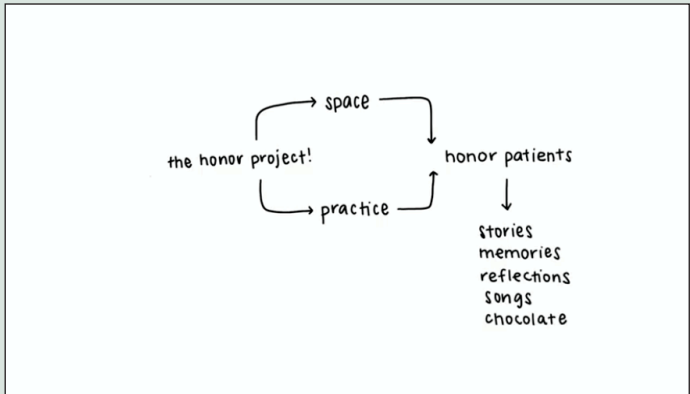 space
the honor project!
honor patients
practice
stories
memories
reflections
songs
chocolate